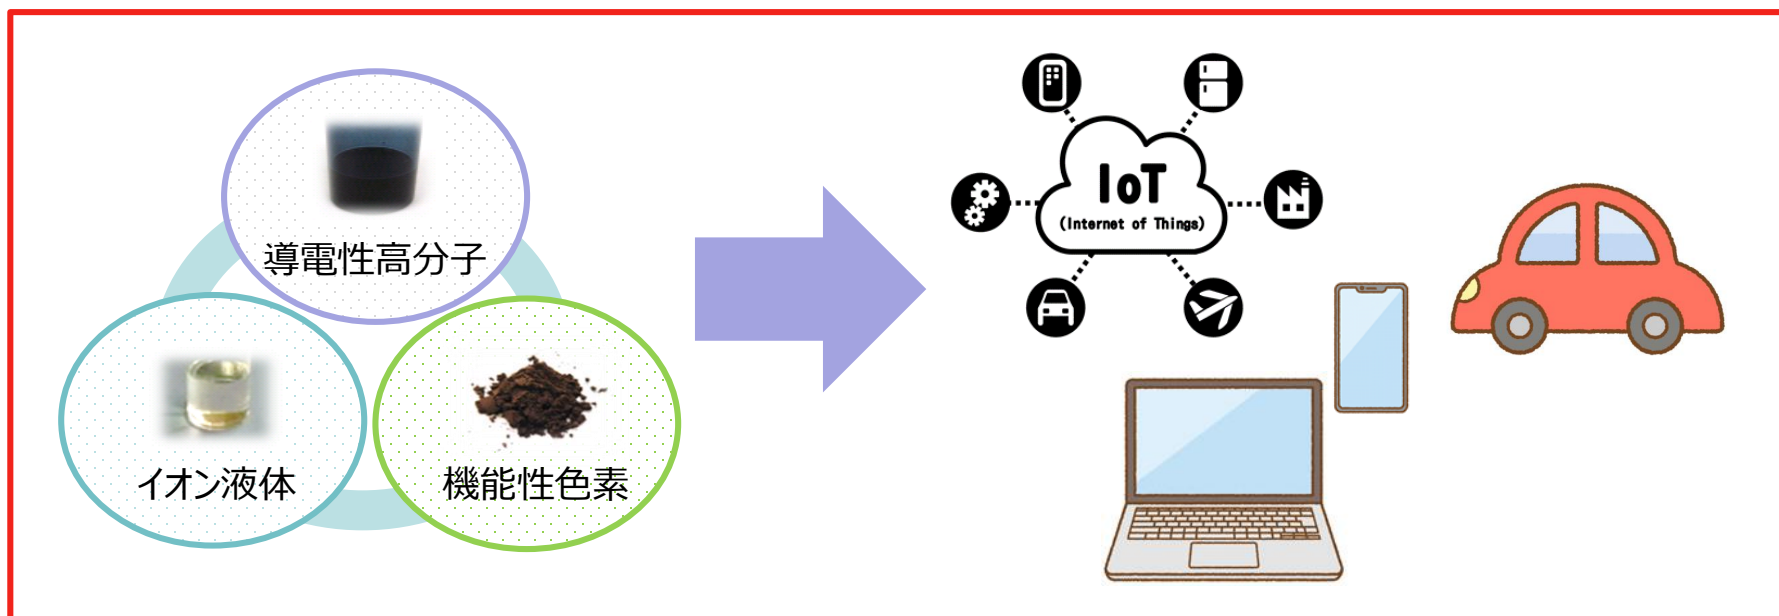 導電性高分子
イオン液体
機能性色素
IoT
(Internet of Things)